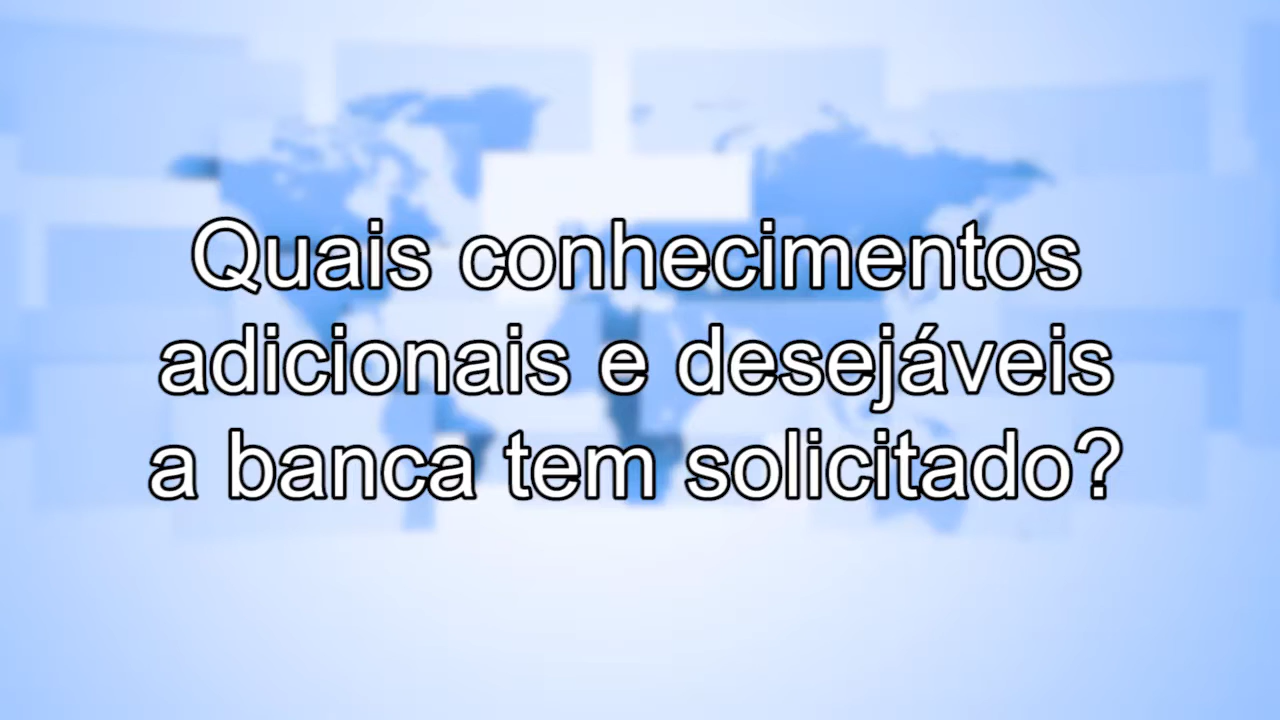 Quais conhecimentos
adicionais e desejáveis
a banca tem solicitado?